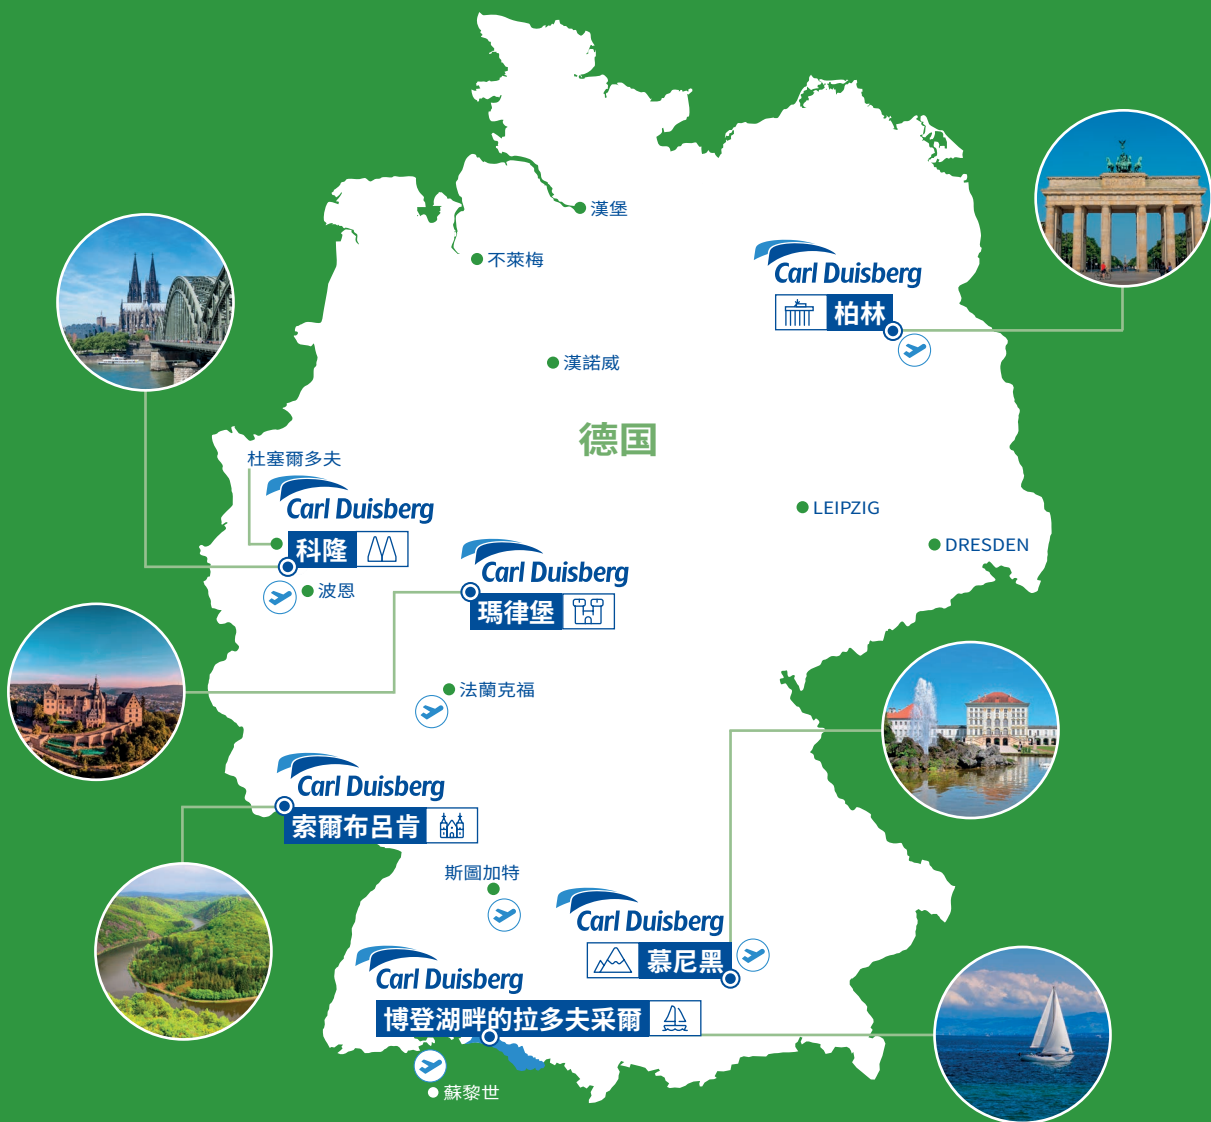 漢堡
不萊梅
Carl Duisberg
柏林
漢諾威
德国
杜塞爾多夫
Carl Duisberg
科隆
波恩
LEIPZIG
DRESDEN
Carl Duisberg
瑪律堡
法蘭克福
Carl Duisberg
索爾布呂肯
斯圖加特
Carl Duisberg
慕尼黑
Carl Duisberg
博登湖畔的拉多夫采爾
蘇黎世